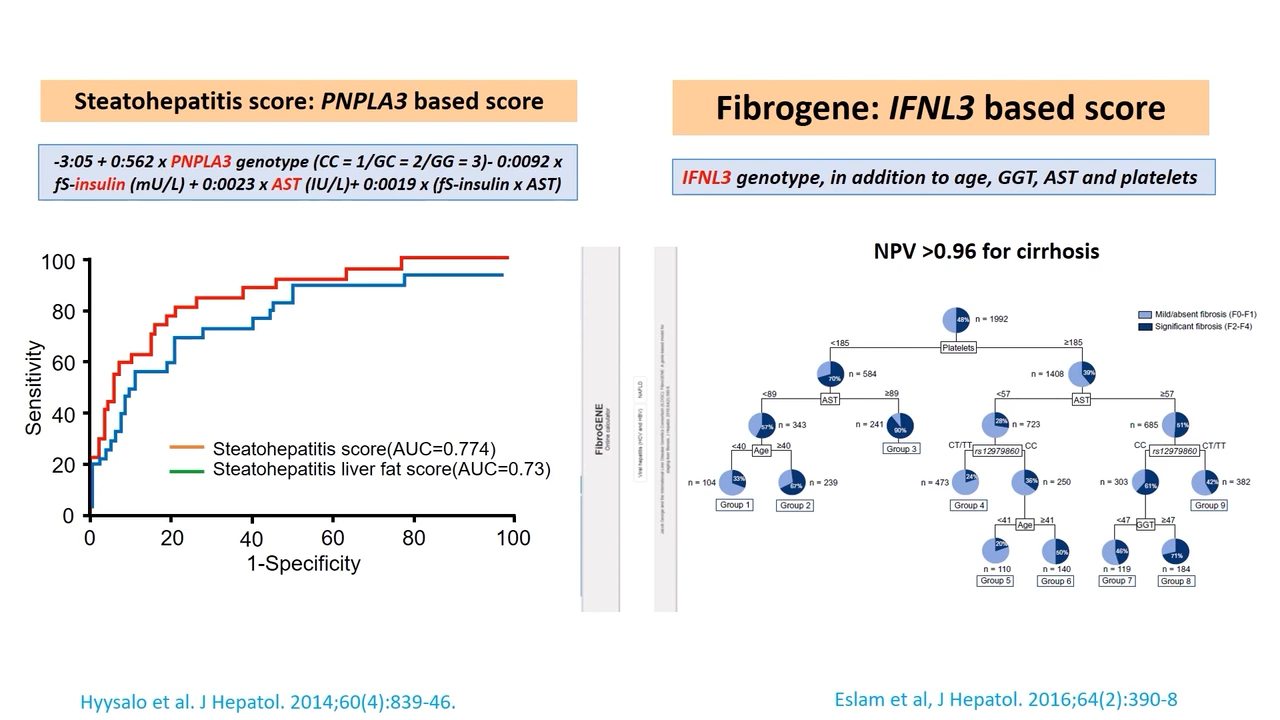 Steatohepatitis score: PNPLA3 based score
-3:05 + 0:562 x PNPLA3 genotype (CC = 1/GC = 2/GG = 3)- 0:0092 x
fS-insulin (mU/L) + 0:0023 x AST (IU/L)+ 0:0019 x (fS-insulin x AST)
100
80
60
40
20
0
Sensitivity
0 20 40 60 80 100
1-Specificity
Steatohepatitis score(AUC=0.774)
Steatohepatitis liver fat score(AUC=0.73)
Hyysalo et al. J Hepatol. 2014;60(4):839-46.
FibroGENE
Online calculator
Viral hepatitis (HCV and HBV) NAFLD
Fibrogene: IFNL3 based score
IFNL3 genotype, in addition to age, GGT, AST and platelets
NPV >0.96 for cirrhosis
Mild/absent fibrosis (F0-F1)
Significant fibrosis (F2-F4)
48% n = 1992
<185 Platelets ≥185
70% n = 584 n = 1408 39%
<89 AST ≥89 <57 AST ≥57
57% n = 343 n = 241 90% 28% n = 723 n = 685 51%
Group 3
<40 Age ≥40 CT/TT rs12979860 CC CC rs12979860 CT/TT
n = 104 33% 67% n = 239 n = 473 24% 36% n = 250 n = 303 61% 42% n = 382
Group 1 Group 2 Group 4 Group 9
<41 Age ≥41 <47 GGT ≥47
20% 50% 46% 71%
n = 110 n = 140 n = 119 n = 184
Group 5 Group 6 Group 7 Group 8
Eslam et al, J Hepatol. 2016;64(2):390-8